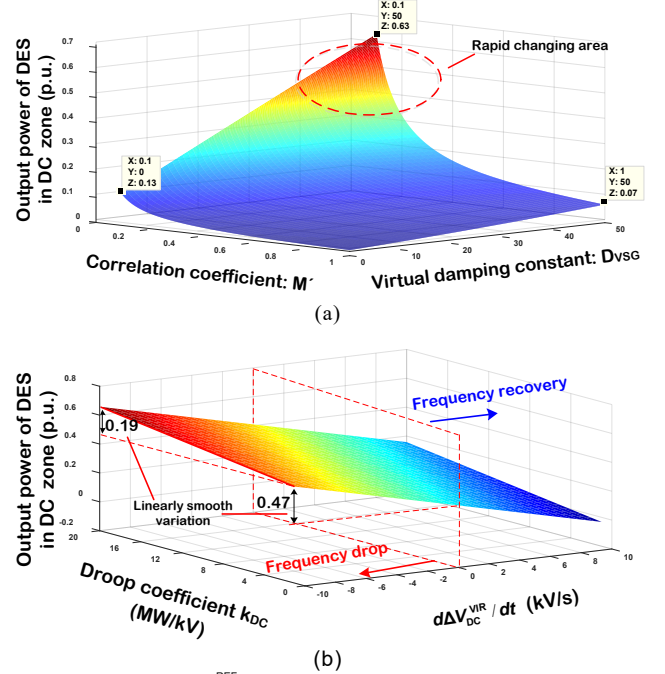 X: 0.1
Y: 50
Z: 0.63
Rapid changing area
0.7
0.6
0.5
0.4
0.3
0.2
0.1
0
Output power of DES
in DC zone (p.u.)
X: 0.1
Y: 0
Z: 0.13
X: 1
Y: 50
Z: 0.07
0
0.2
0.4
0.6
0.8
1
0
10
20
30
40
50
Correlation coefficient: M′
Virtual damping constant: DVSG
(a)
0.8
0.6
0.4
0.2
0
-0.2
Output power of DES
in DC zone (p.u.)
Frequency recovery
0.19
Linearly smooth
variation
0.47
Frequency drop
20
16
12
8
4
0
-10
-8
-6
-4
-2
0
2
4
6
8
10
Droop coefficient kDC
(MW/kV)
dΔV_DC^VIR / dt (kV/s)
(b)